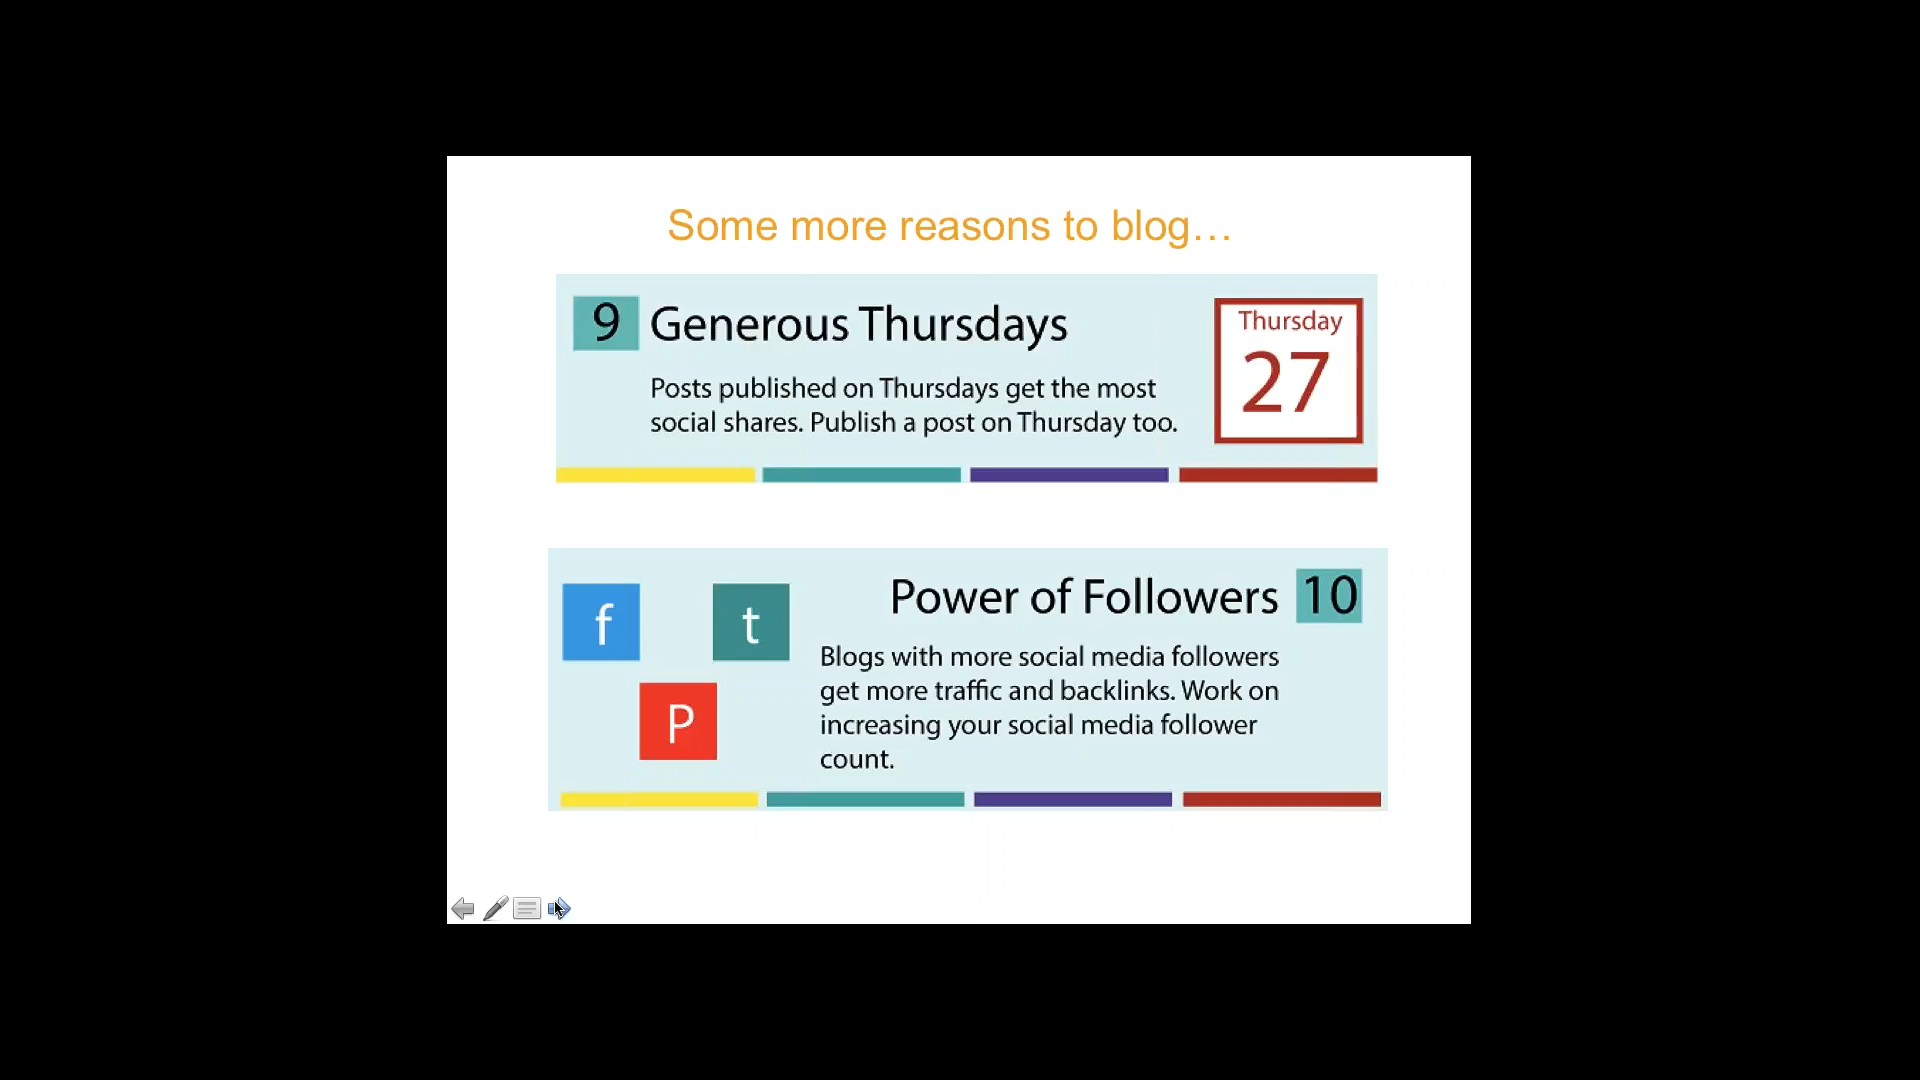 Some more reasons to blog…
9 Generous Thursdays
Posts published on Thursdays get the most
social shares. Publish a post on Thursday too.
Thursday
27
Power of Followers 10
Blogs with more social media followers
get more traffic and backlinks. Work on
increasing your social media follower
count.
f
t
P